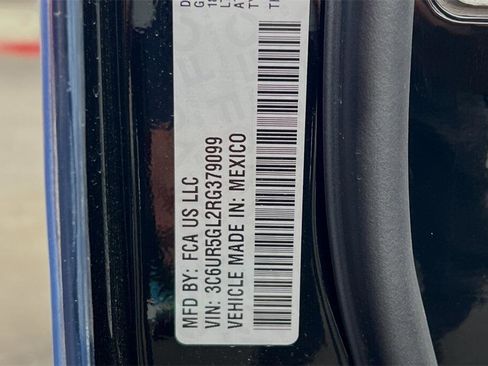 MFD BY: FCA US LLC
VIN: 3C6UR5GL2RG379099
VEHICLE MADE IN: MEXICO